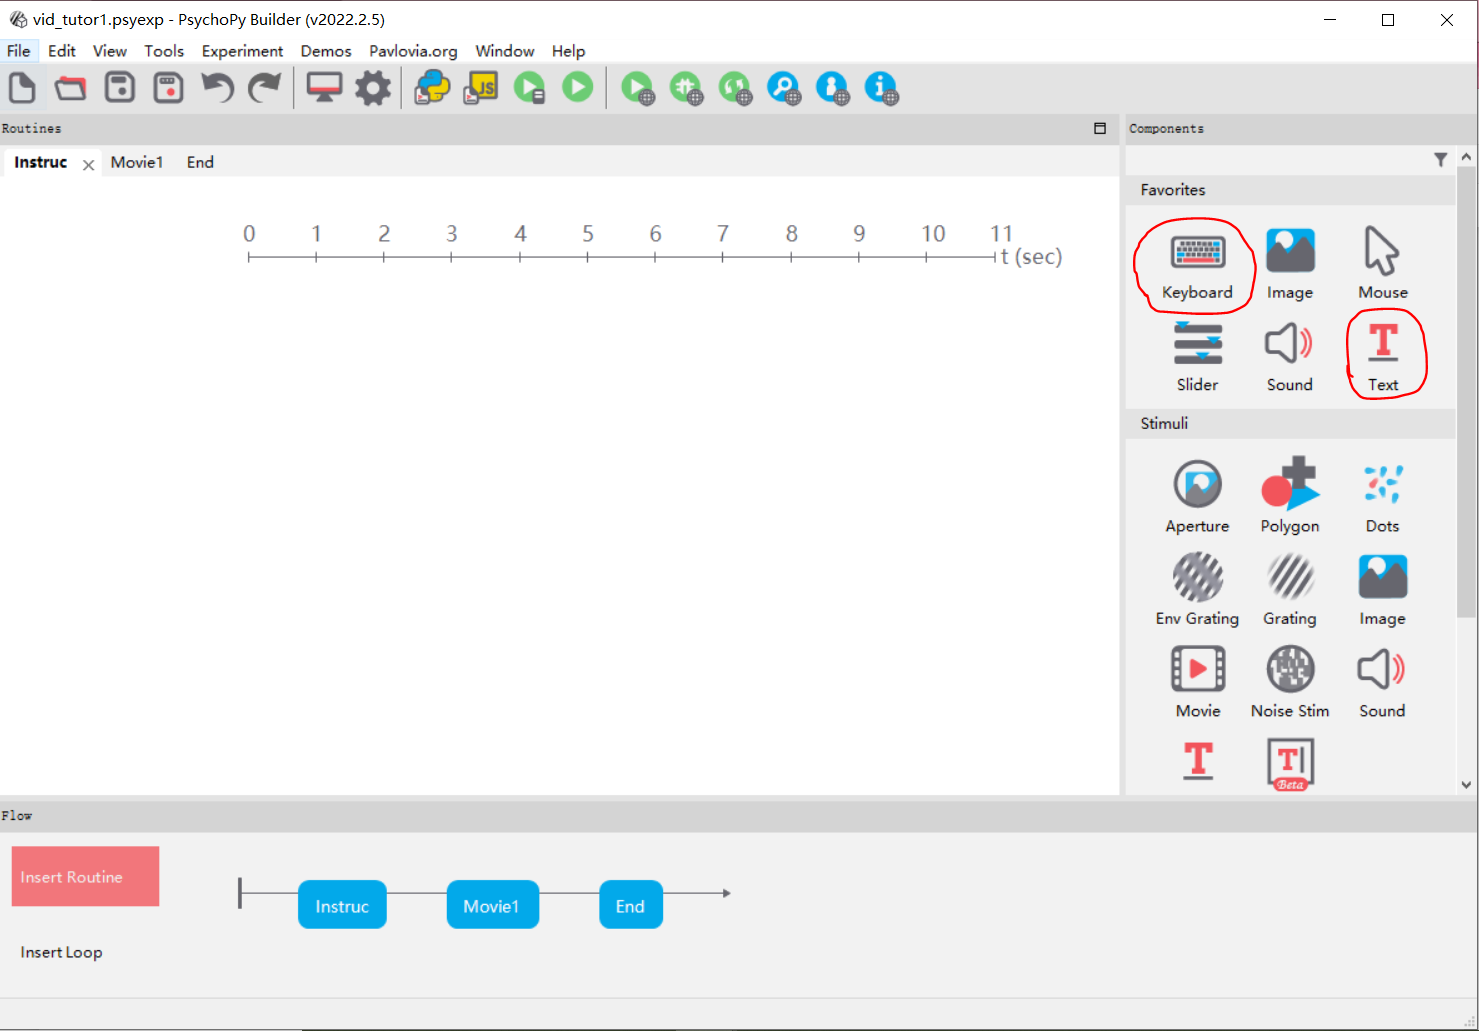 vid_tutor1.psyexp - PsychoPy Builder (v2022.2.5)
File Edit View Tools Experiment Demos Pavlovia.org Window Help
JS
Routines
Instruc Movie1 End
0 1 2 3 4 5 6 7 8 9 10 11
t (sec)
Components
Favorites
Keyboard Image Mouse
T
Slider Sound Text
Stimuli
Aperture Polygon Dots
Env Grating Grating Image
Movie Noise Stim Sound
T T
Beta
Flow
Insert Routine
Instruc Movie1 End
Insert Loop